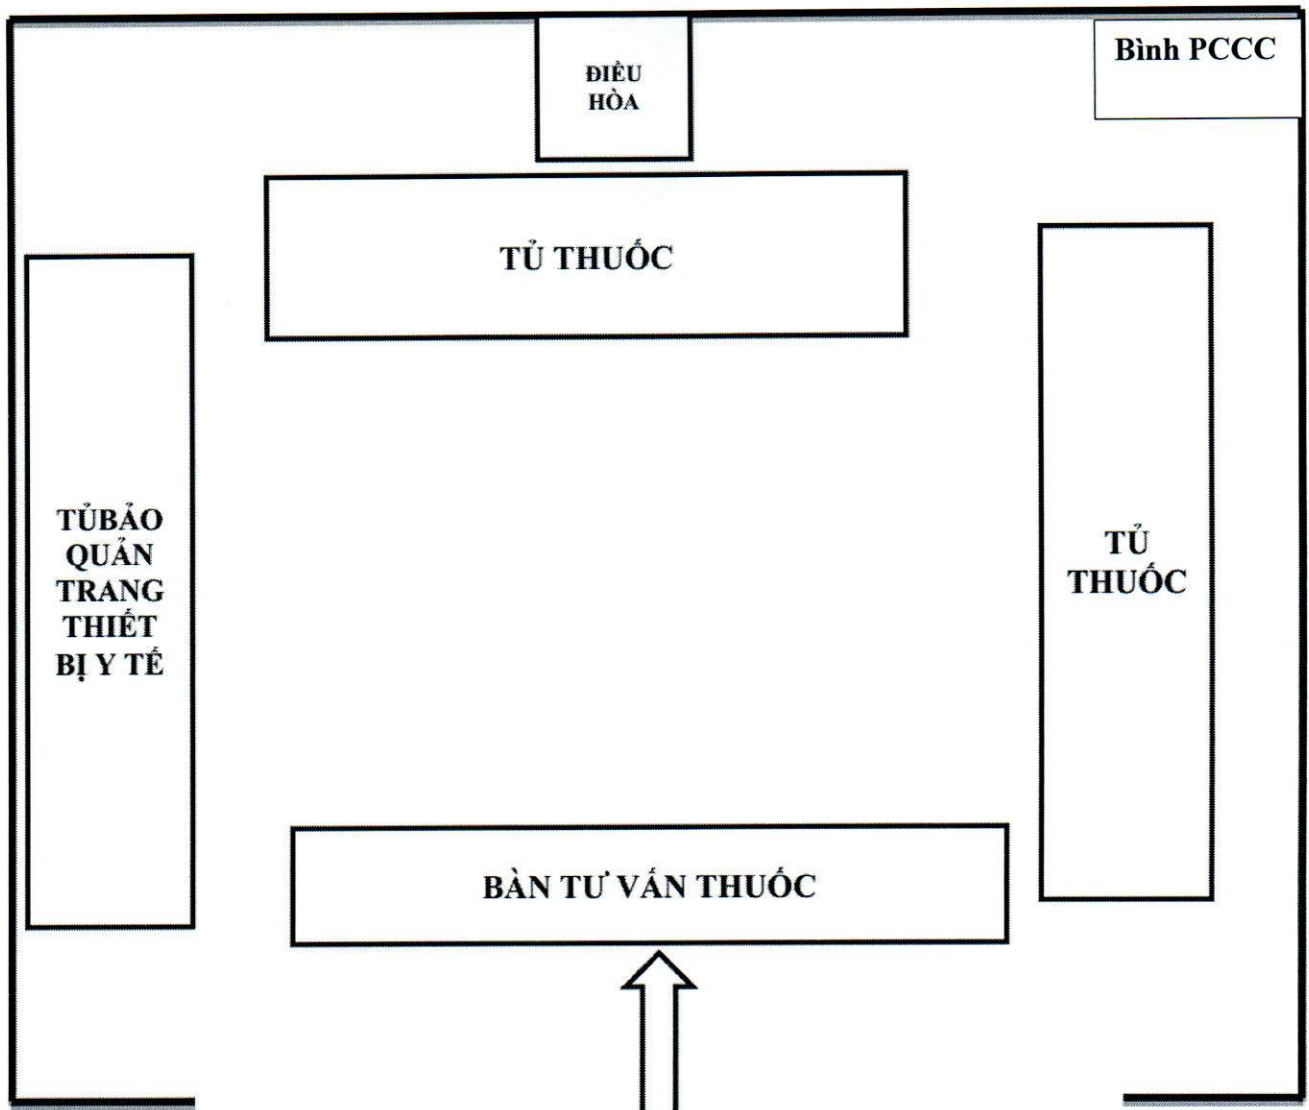 ĐIỀU
HÒA
Bình PCCC
TỦ THUỐC
TỦBẢO
QUẢN
TRANG
THIẾT
BỊ Y TẾ
TỦ
THUỐC
BÀN TƯ VẤN THUỐC